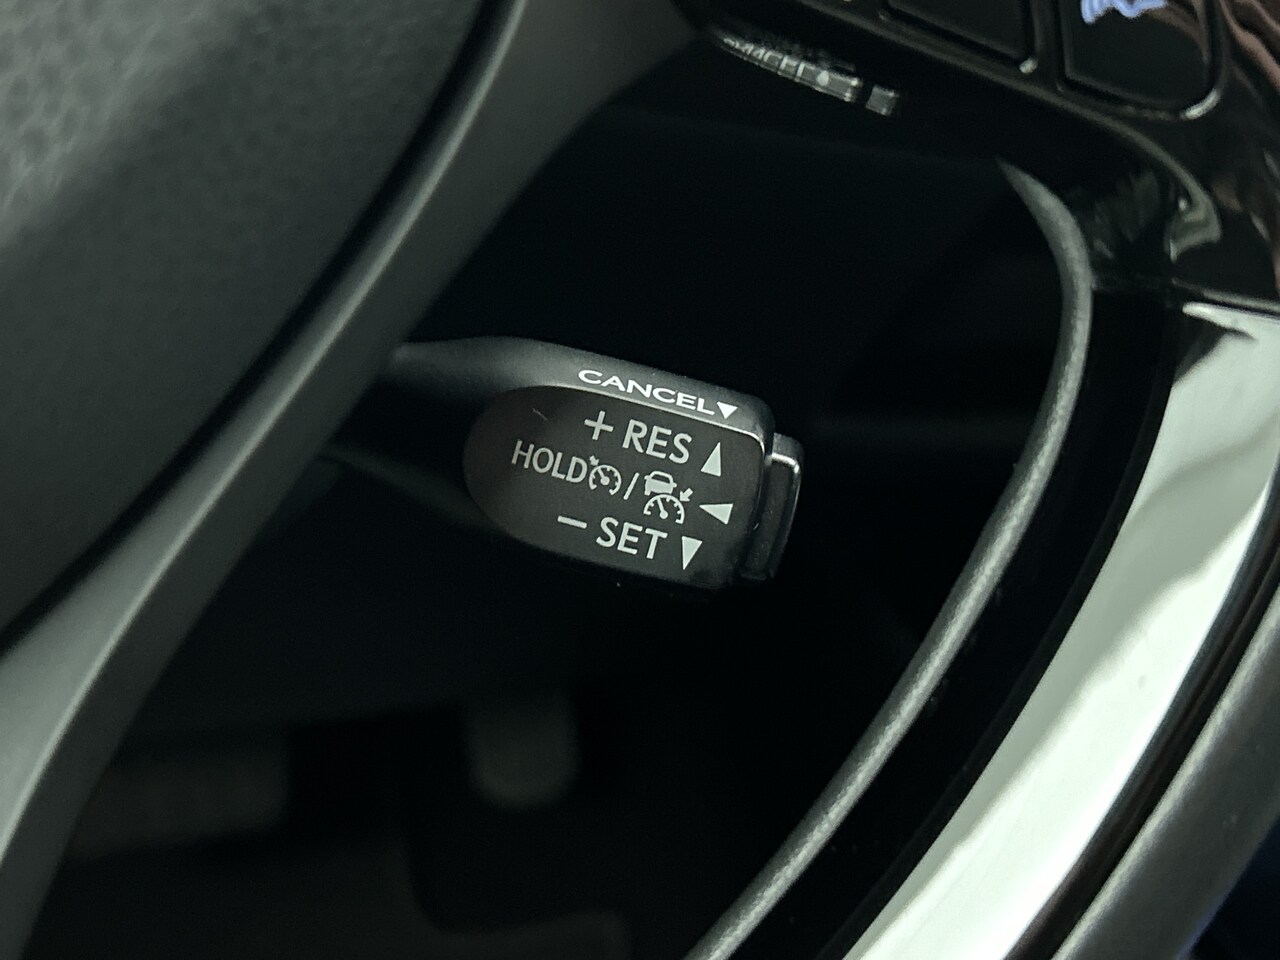 CANCEL▼
+ RES ▲
HOLD / ◀
− SET ▼